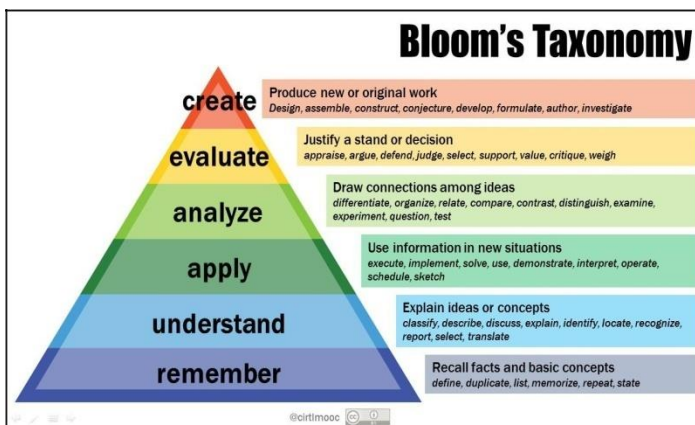 Bloom's Taxonomy
create
Produce new or original work
Design, assemble, construct, conjecture, develop, formulate, author, investigate
evaluate
Justify a stand or decision
appraise, argue, defend, judge, select, support, value, critique, weigh
analyze
Draw connections among ideas
differentiate, organize, relate, compare, contrast, distinguish, examine,
experiment, question, test
apply
Use information in new situations
execute, implement, solve, use, demonstrate, interpret, operate,
schedule, sketch
understand
Explain ideas or concepts
classify, describe, discuss, explain, identify, locate, recognize,
report, select, translate
remember
Recall facts and basic concepts
define, duplicate, list, memorize, repeat, state
@cirtlmooc